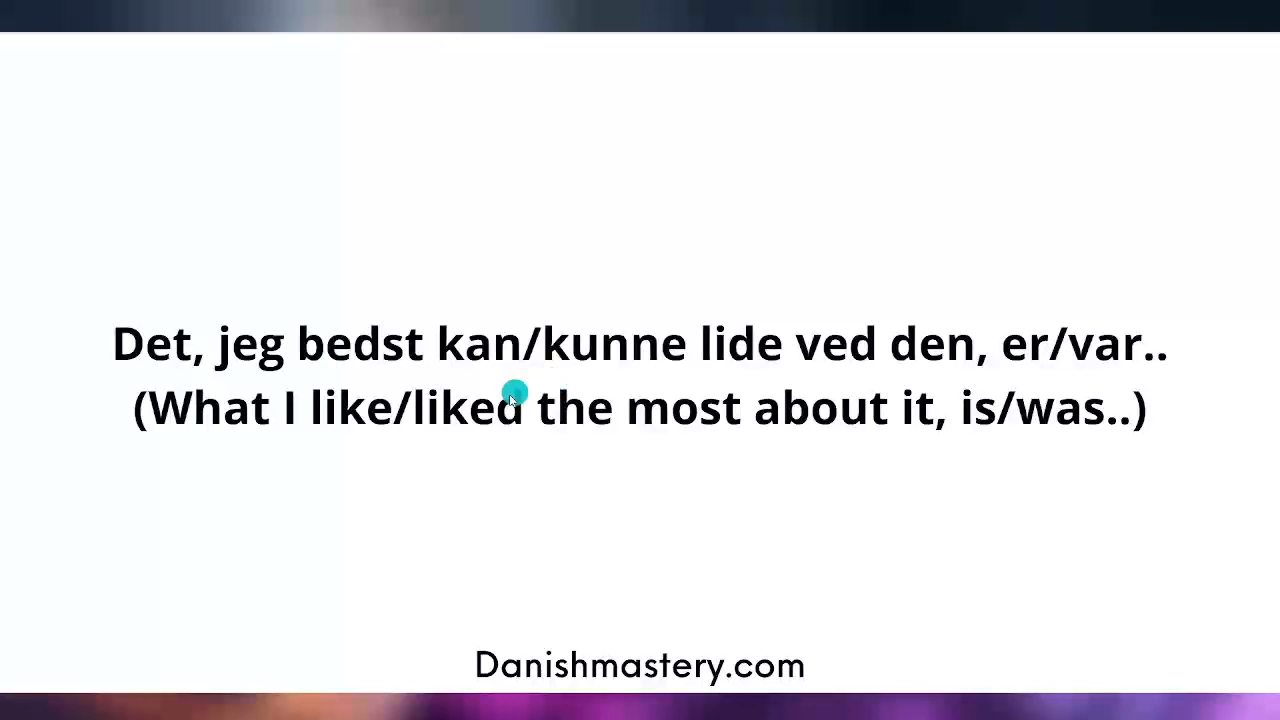 Det, jeg bedst kan/kunne lide ved den, er/var..
(What I like/liked the most about it, is/was..)
Danishmastery.com